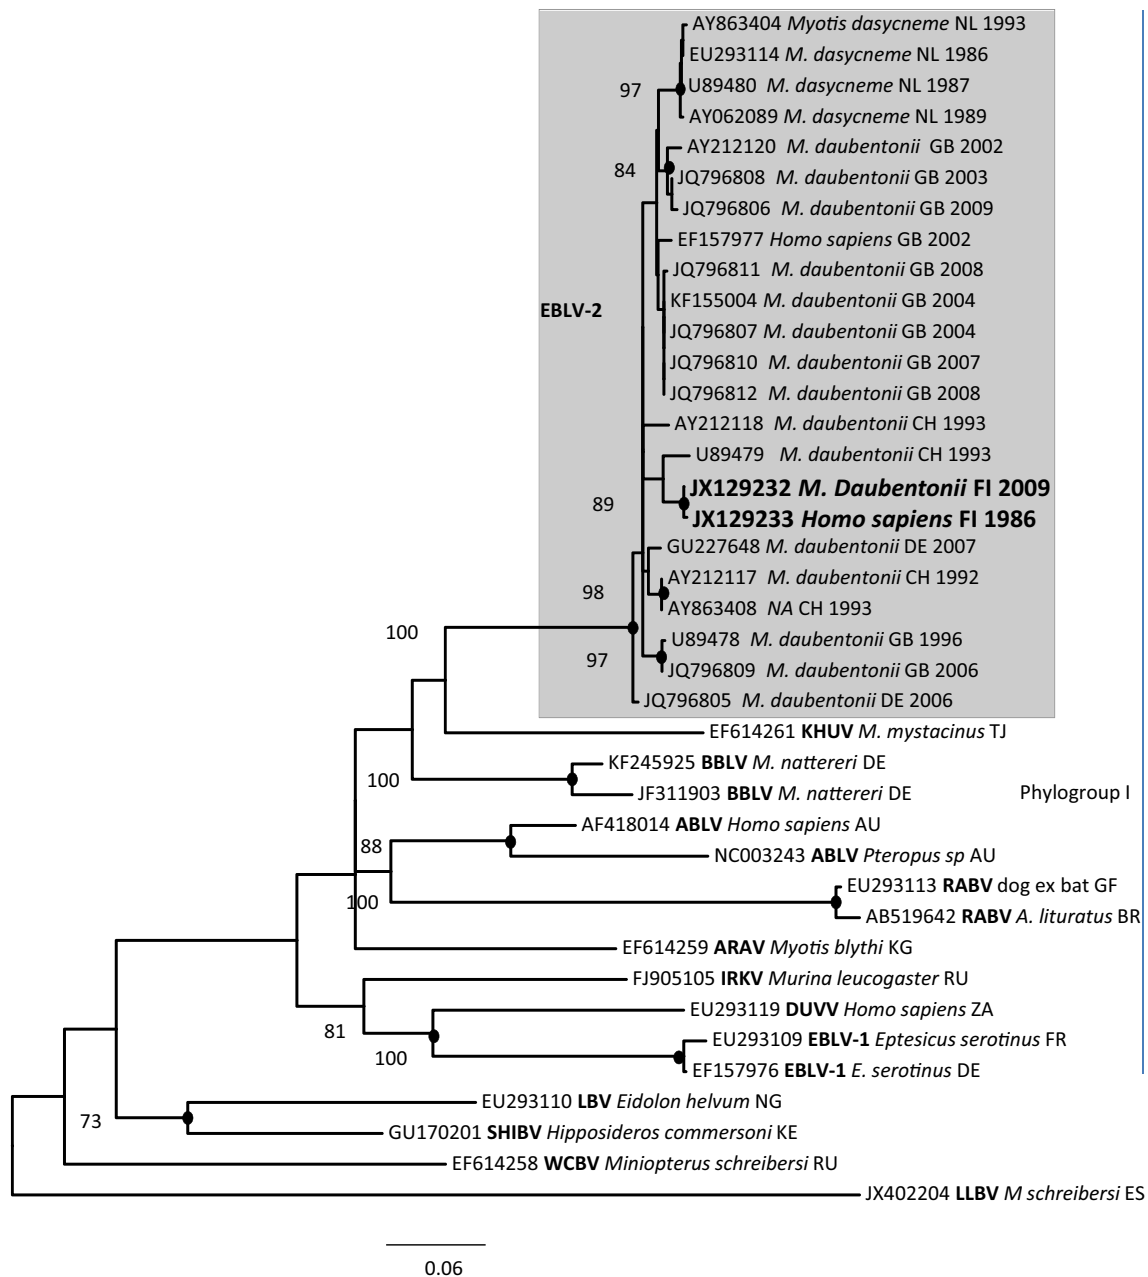 AY863404 Myotis dasycneme NL 1993
EU293114 M. dasycneme NL 1986
97
U89480 M. dasycneme NL 1987
AY062089 M. dasycneme NL 1989
AY212120 M. daubentonii GB 2002
84
JQ796808 M. daubentonii GB 2003
JQ796806 M. daubentonii GB 2009
EF157977 Homo sapiens GB 2002
JQ796811 M. daubentonii GB 2008
KF155004 M. daubentonii GB 2004
EBLV-2
JQ796807 M. daubentonii GB 2004
JQ796810 M. daubentonii GB 2007
JQ796812 M. daubentonii GB 2008
AY212118 M. daubentonii CH 1993
U89479 M. daubentonii CH 1993
JX129232 M. Daubentonii FI 2009
89
JX129233 Homo sapiens FI 1986
GU227648 M. daubentonii DE 2007
AY212117 M. daubentonii CH 1992
98
AY863408 NA CH 1993
100
U89478 M. daubentonii GB 1996
97
JQ796809 M. daubentonii GB 2006
JQ796805 M. daubentonii DE 2006
EF614261 KHUV M. mystacinus TJ
KF245925 BBLV M. nattereri DE
100
JF311903 BBLV M. nattereri DE
Phylogroup I
AF418014 ABLV Homo sapiens AU
88
NC003243 ABLV Pteropus sp AU
EU293113 RABV dog ex bat GF
100
AB519642 RABV A. lituratus BR
EF614259 ARAV Myotis blythi KG
FJ905105 IRKV Murina leucogaster RU
EU293119 DUVV Homo sapiens ZA
81
EU293109 EBLV-1 Eptesicus serotinus FR
100
EF157976 EBLV-1 E. serotinus DE
EU293110 LBV Eidolon helvum NG
73
GU170201 SHIBV Hipposideros commersoni KE
EF614258 WCBV Miniopterus schreibersi RU
JX402204 LLBV M schreibersi ES
0.06